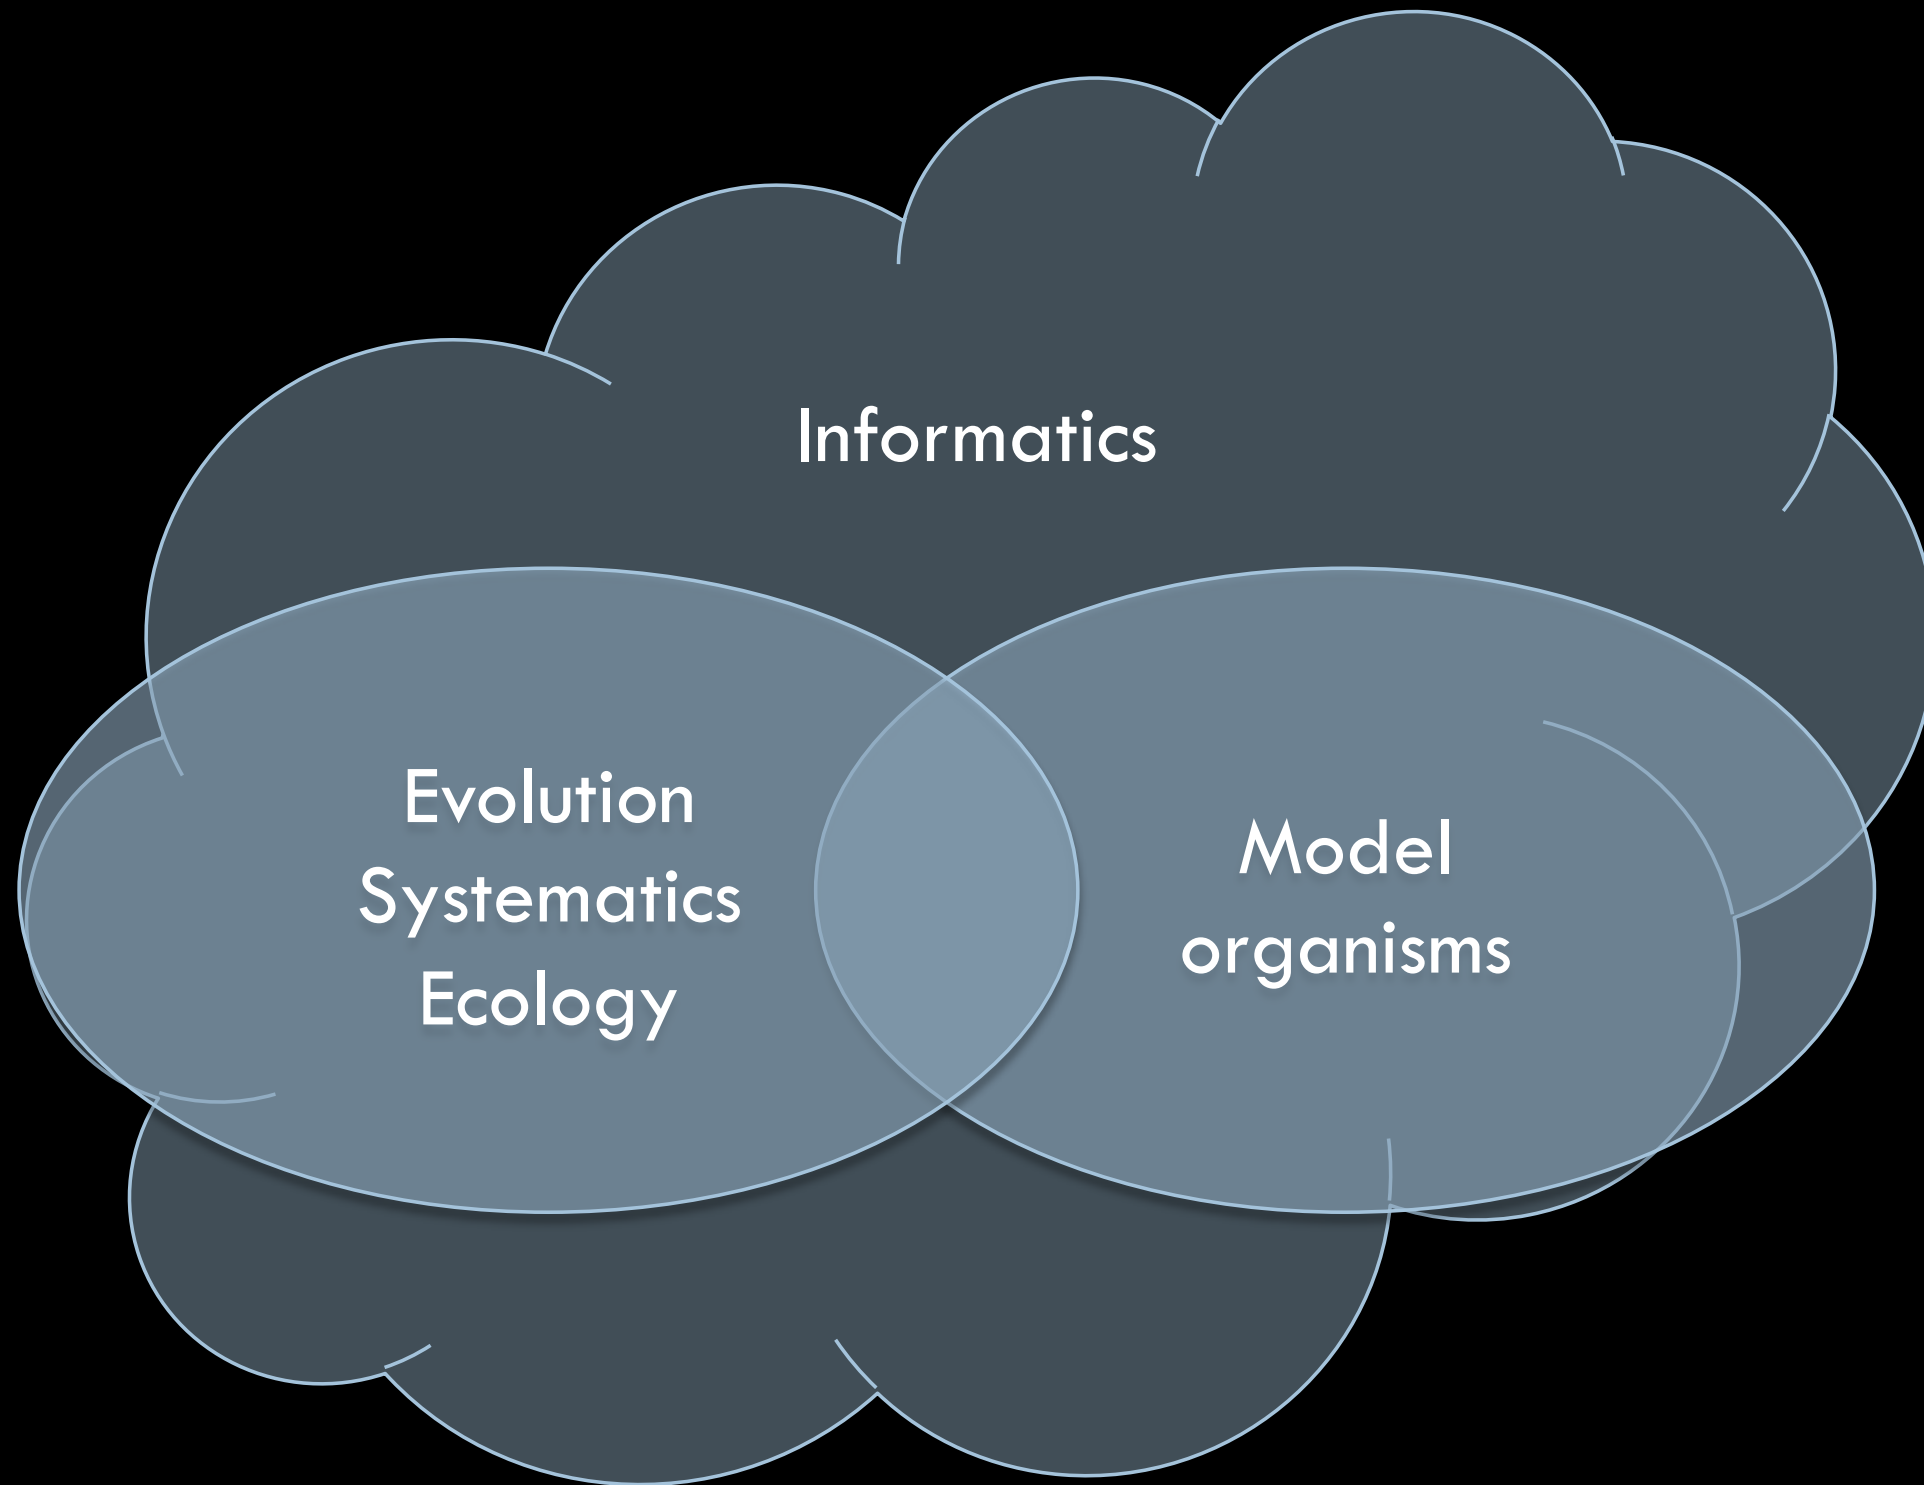 Informatics
Evolution
Systematics
Ecology
Model
organisms